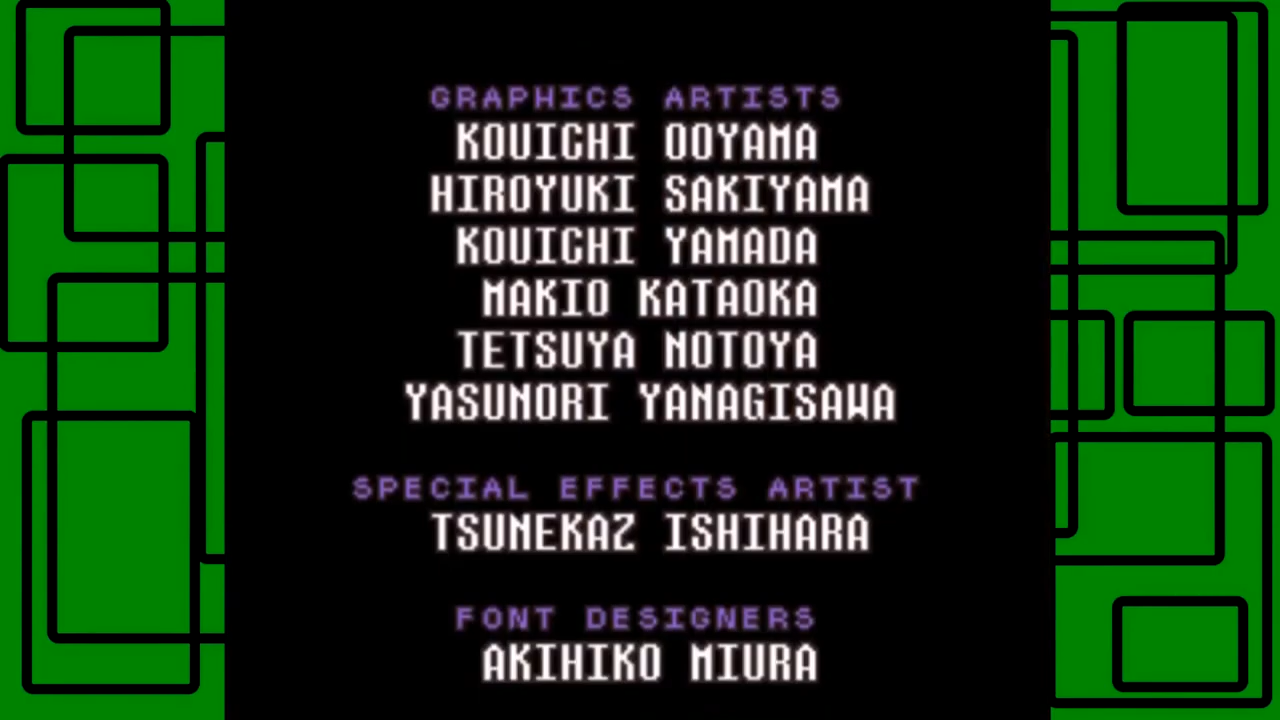 GRAPHICS ARTISTS
KOUICHI OOYAMA
HIROYUKI SAKIYAMA
KOUICHI YAMADA
MAKIO KATAOKA
TETSUYA NOTOYA
YASUNORI YANAGISAWA
SPECIAL EFFECTS ARTIST
TSUNEKAZ ISHIHARA
FONT DESIGNERS
AKIHIKO MIURA